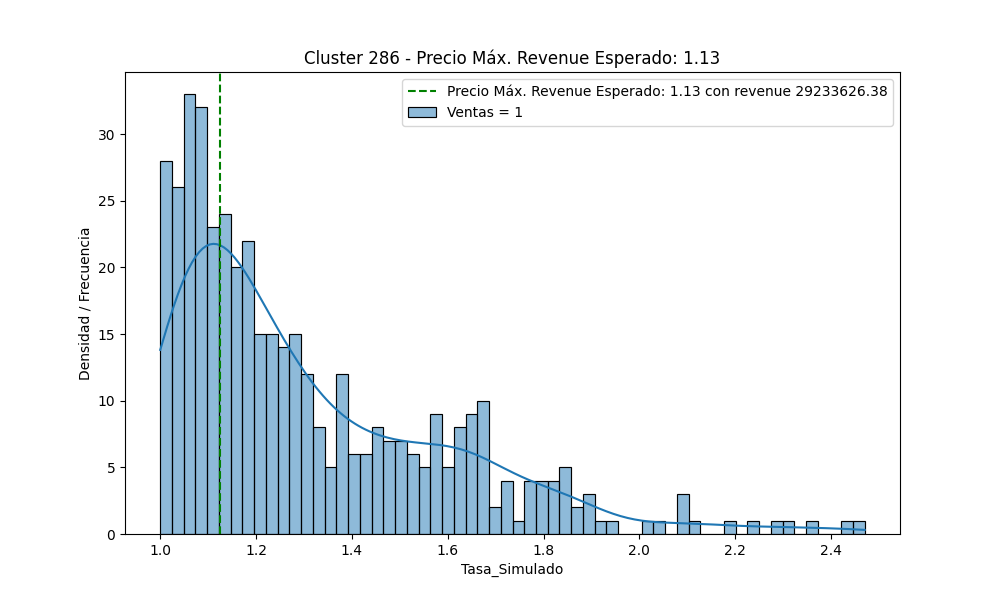 Cluster 286 - Precio Máx. Revenue Esperado: 1.13
Precio Máx. Revenue Esperado: 1.13 con revenue 29233626.38
Ventas = 1
Densidad / Frecuencia
30
25
20
15
10
5
0
1.0 1.2 1.4 1.6 1.8 2.0 2.2 2.4
Tasa_Simulado